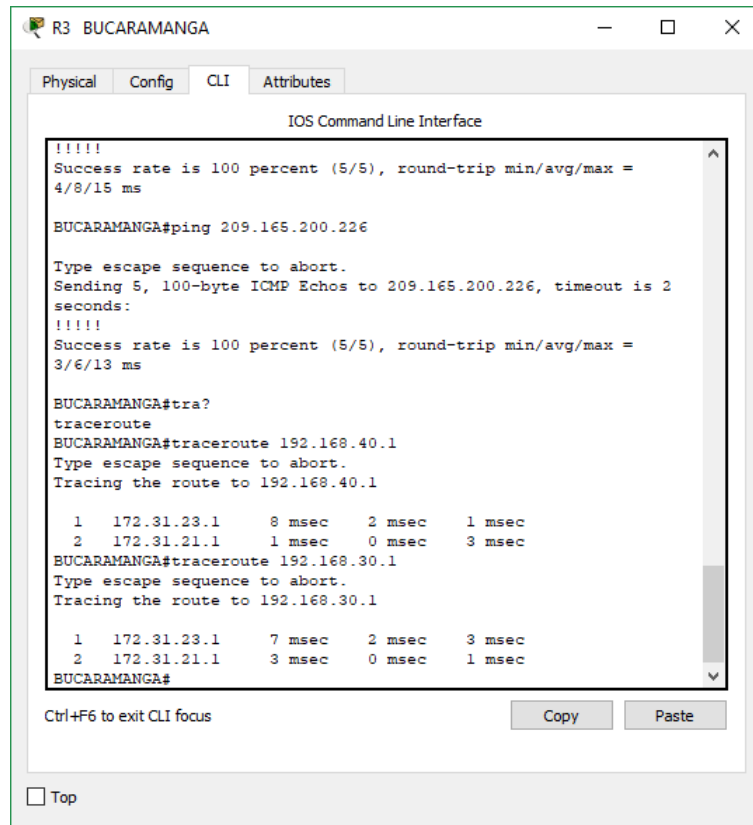 R3 BUCARAMANGA
Physical Config CLI Attributes
IOS Command Line Interface
!!!!!
Success rate is 100 percent (5/5), round-trip min/avg/max =
4/8/15 ms
BUCARAMANGA#ping 209.165.200.226
Type escape sequence to abort.
Sending 5, 100-byte ICMP Echos to 209.165.200.226, timeout is 2
seconds:
!!!!!
Success rate is 100 percent (5/5), round-trip min/avg/max =
3/6/13 ms
BUCARAMANGA#tra?
traceroute
BUCARAMANGA#traceroute 192.168.40.1
Type escape sequence to abort.
Tracing the route to 192.168.40.1
1 172.31.23.1 8 msec 2 msec 1 msec
2 172.31.21.1 1 msec 0 msec 3 msec
BUCARAMANGA#traceroute 192.168.30.1
Type escape sequence to abort.
Tracing the route to 192.168.30.1
1 172.31.23.1 7 msec 2 msec 3 msec
2 172.31.21.1 3 msec 0 msec 1 msec
BUCARAMANGA#
Ctrl+F6 to exit CLI focus Copy Paste
Top